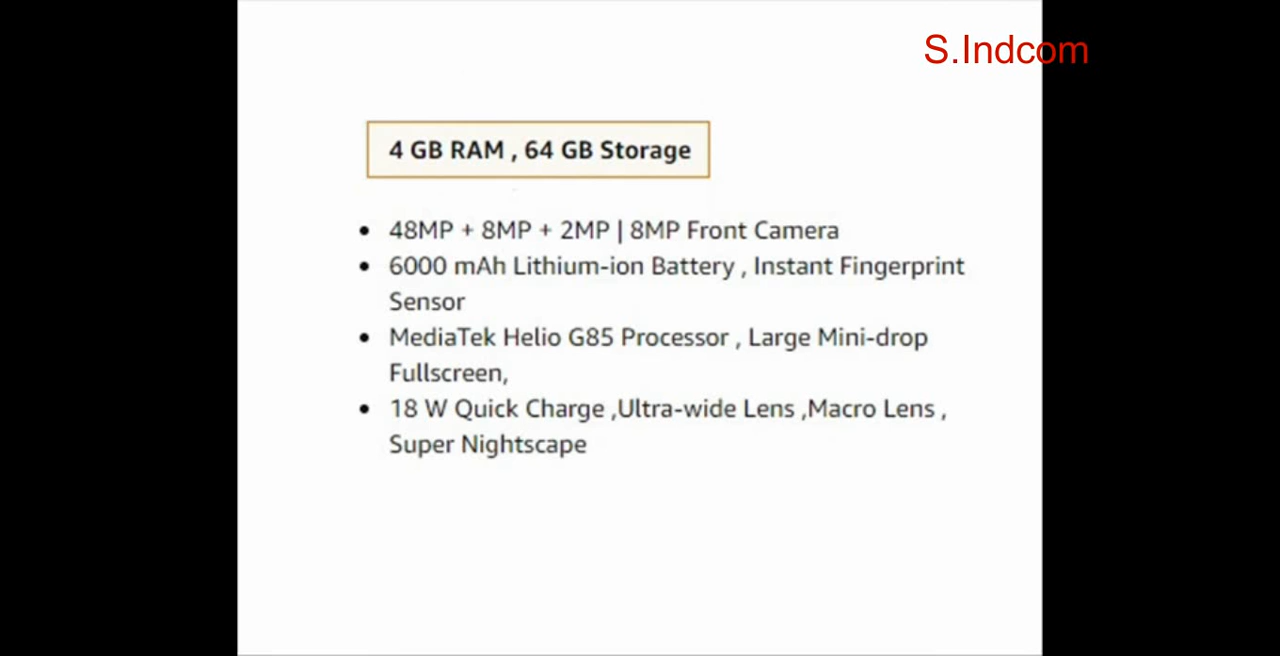 S.Indcom
4 GB RAM , 64 GB Storage
• 48MP + 8MP + 2MP | 8MP Front Camera
• 6000 mAh Lithium-ion Battery , Instant Fingerprint
Sensor
• MediaTek Helio G85 Processor , Large Mini-drop
Fullscreen,
• 18 W Quick Charge ,Ultra-wide Lens ,Macro Lens ,
Super Nightscape